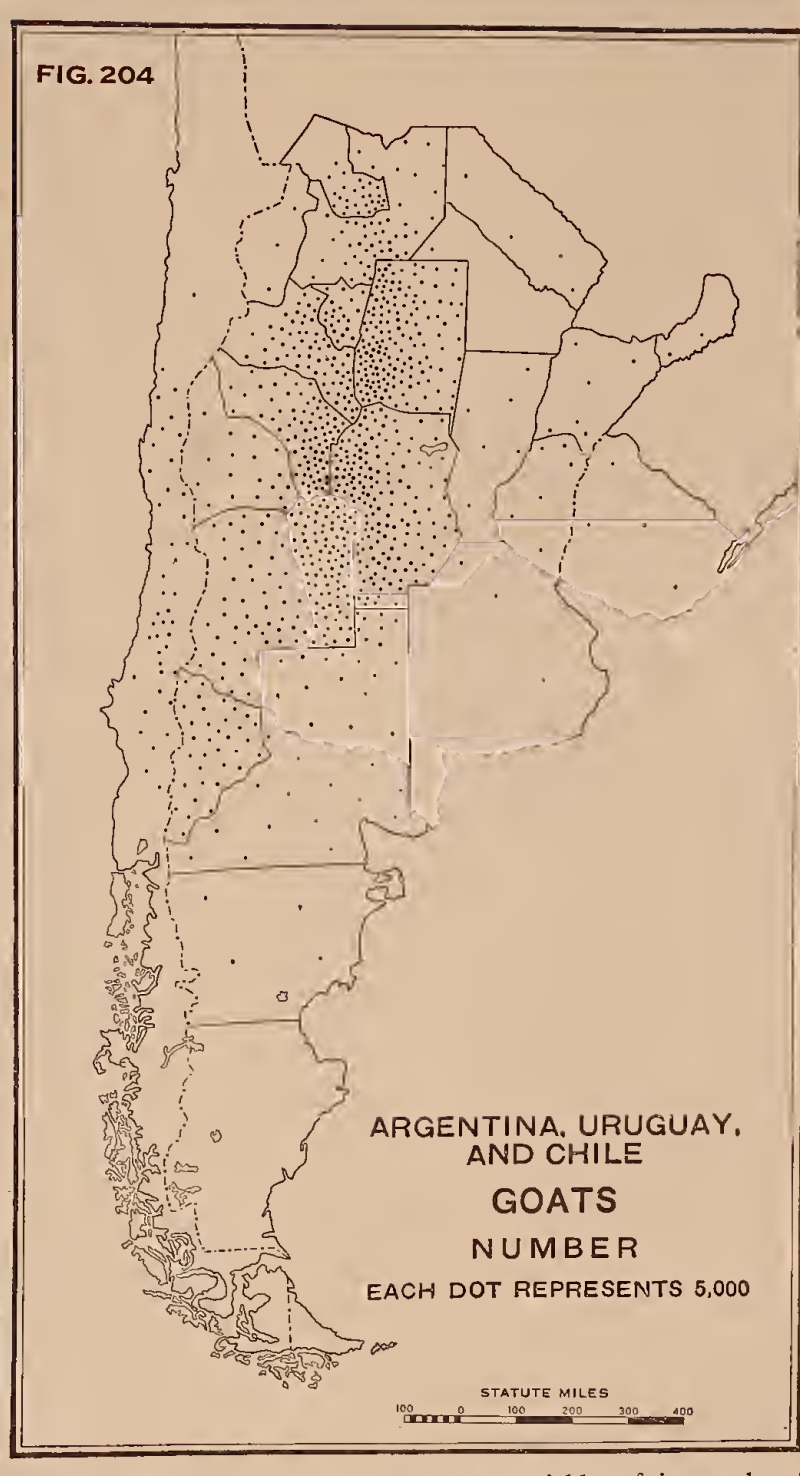 FIG. 204
ARGENTINA, URUGUAY,
AND CHILE
GOATS
NUMBER
EACH DOT REPRESENTS 5,000
STATUTE MILES
100 0 100 200 300 400